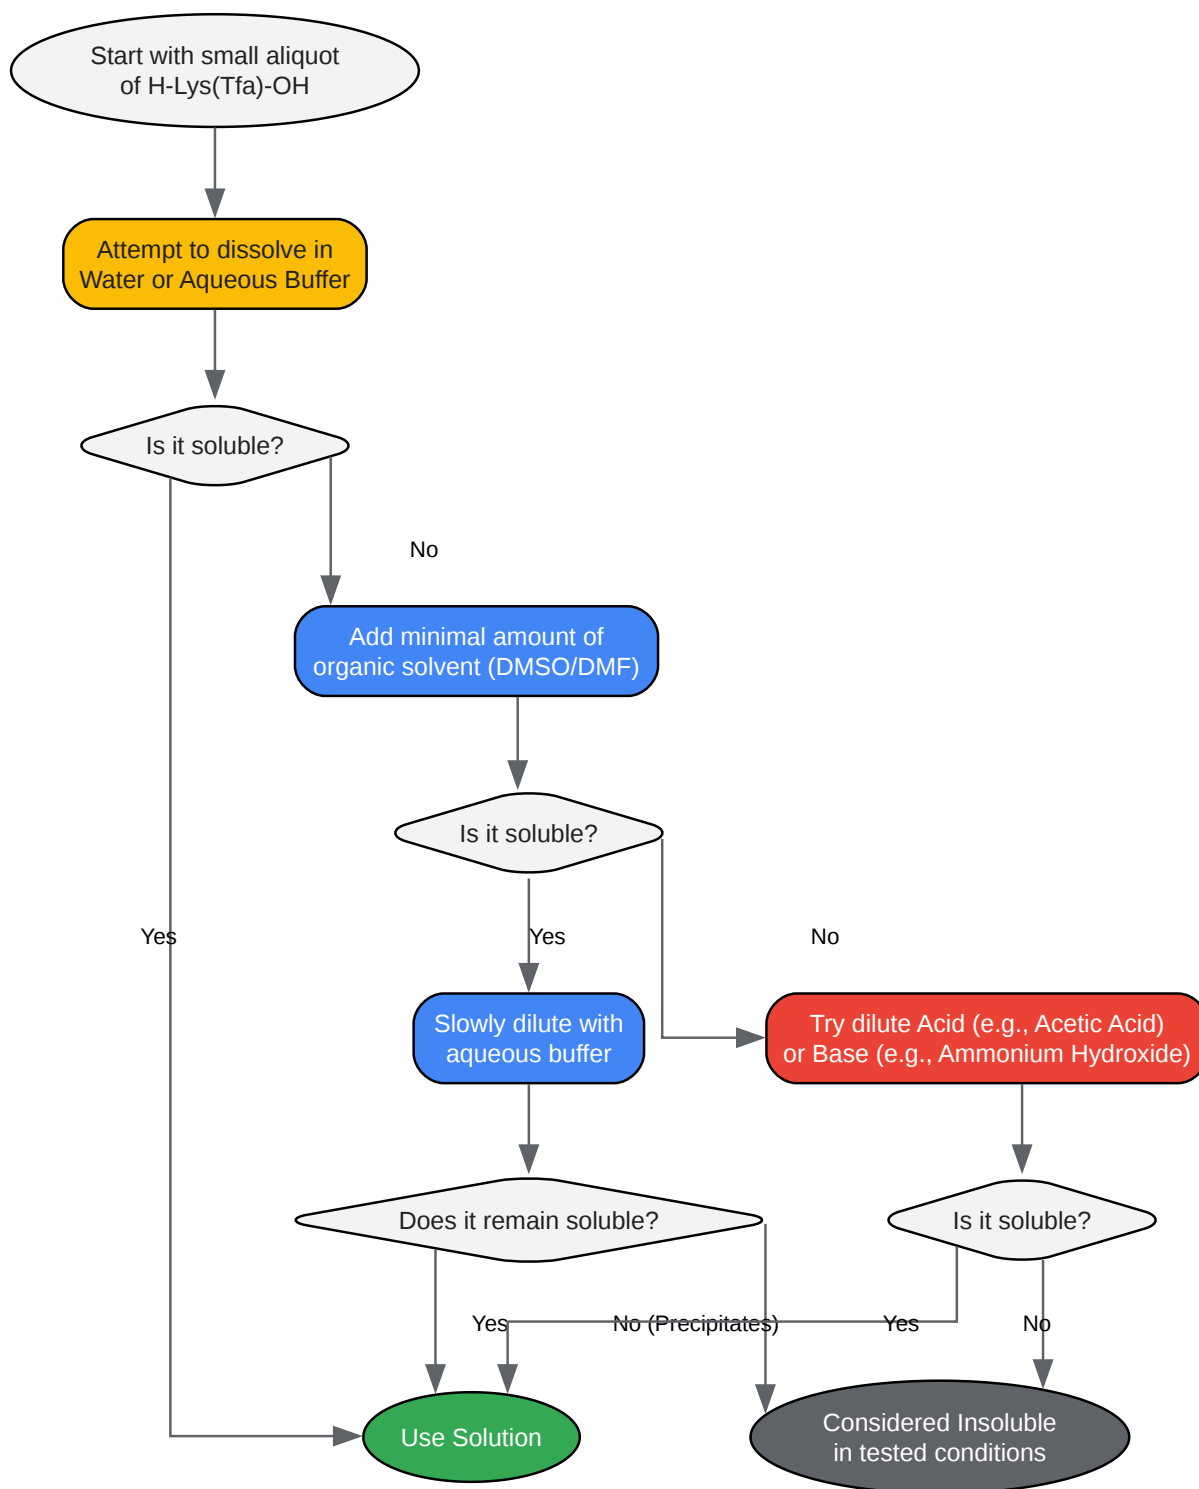 Start with small aliquot
of H-Lys(Tfa)-OH
Attempt to dissolve in
Water or Aqueous Buffer
Is it soluble?
No
Add minimal amount of
organic solvent (DMSO/DMF)
Is it soluble?
Yes
Yes
No
Slowly dilute with
aqueous buffer
Try dilute Acid (e.g., Acetic Acid)
or Base (e.g., Ammonium Hydroxide)
Does it remain soluble?
Is it soluble?
Yes
No (Precipitates)
Yes
No
Use Solution
Considered Insoluble
in tested conditions